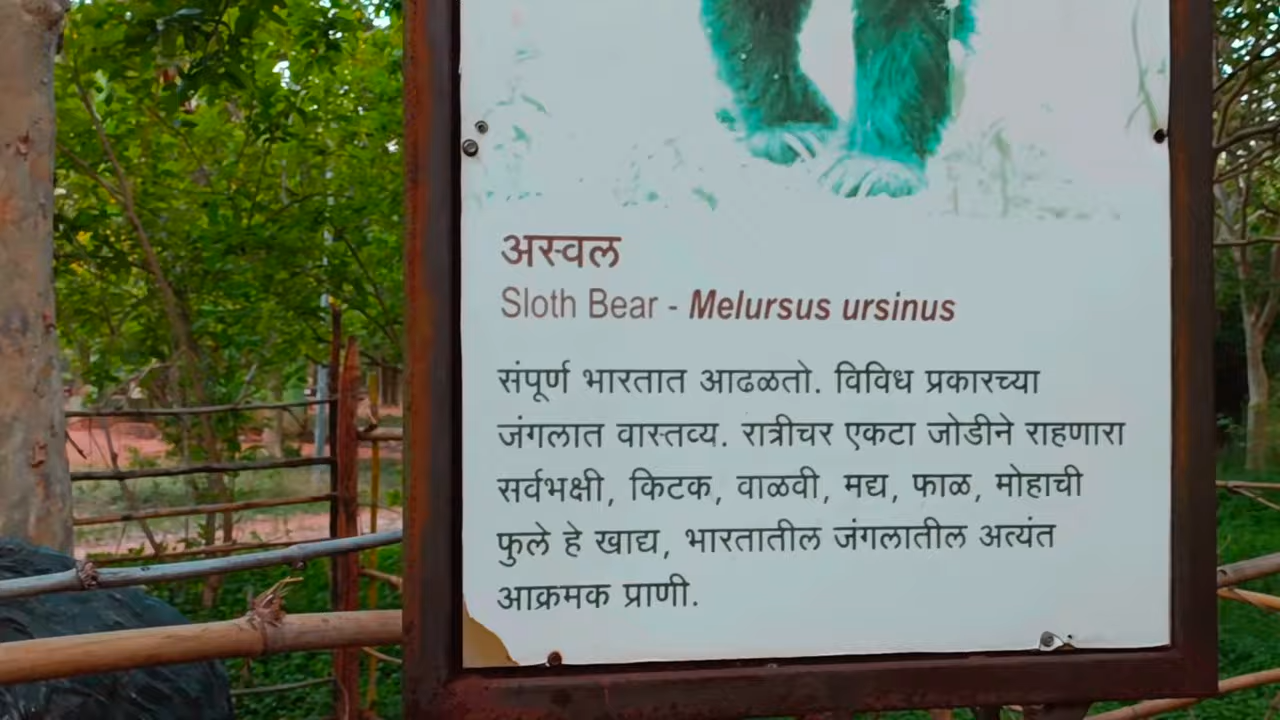 अस्वल
Sloth Bear - Melursus ursinus
संपूर्ण भारतात आढळतो. विविध प्रकारच्या
जंगलात वास्तव्य. रात्रीचर एकटा जोडीने राहणारा
सर्वभक्षी, किटक, वाळवी, मद्य, फाळ, मोहाची
फुले हे खाद्य, भारतातील जंगलातील अत्यंत
आक्रमक प्राणी.